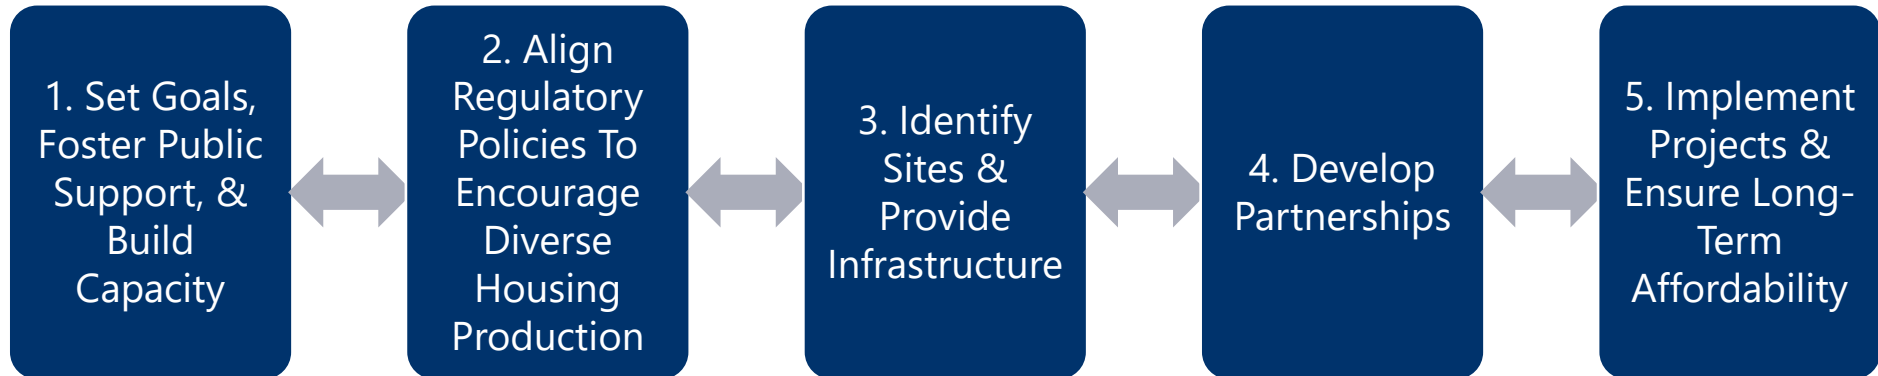 1. Set Goals,
Foster Public
Support, &
Build
Capacity
2. Align
Regulatory
Policies To
Encourage
Diverse
Housing
Production
3. Identify
Sites &
Provide
Infrastructure
4. Develop
Partnerships
5. Implement
Projects &
Ensure Long-
Term
Affordability